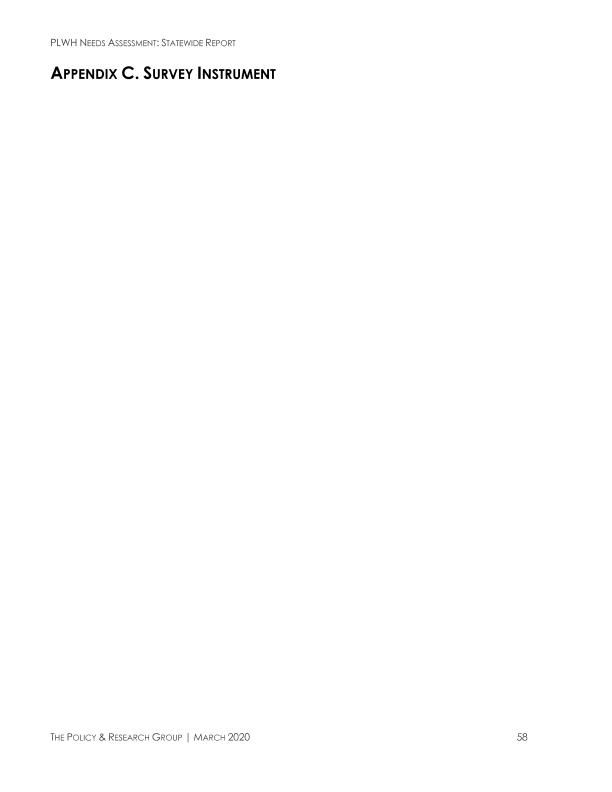 PLWH Needs Assessment: Statewide Report
Appendix C. Survey Instrument
The Policy & Research Group | March 2020 58